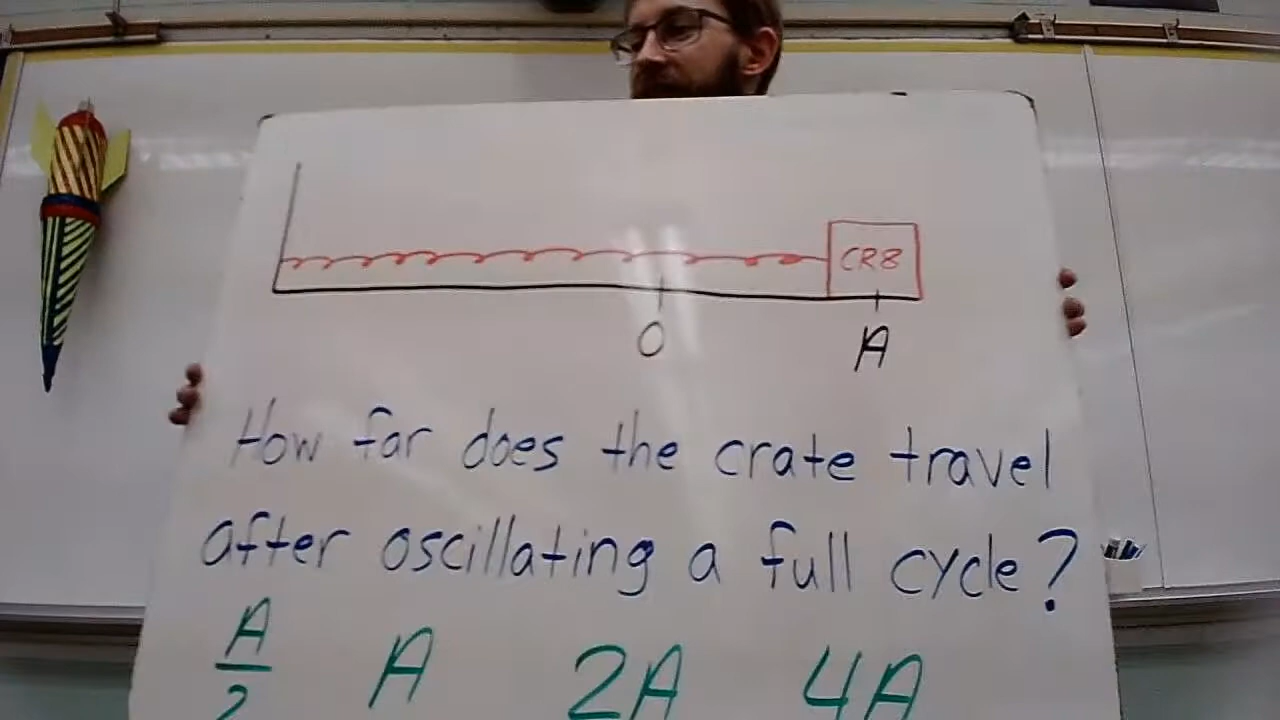 CR8
O A
How far does the crate travel
after oscillating a full cycle?
A/2 A 2A 4A